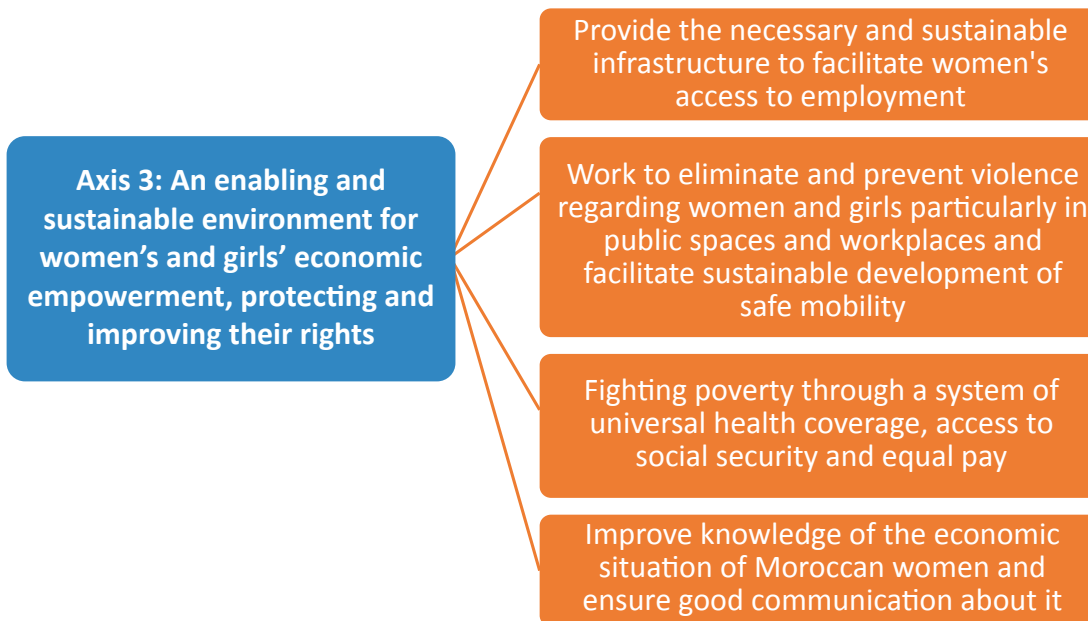 Axis 3: An enabling and
sustainable environment for
women’s and girls’ economic
empowerment, protecting and
improving their rights
Provide the necessary and sustainable
infrastructure to facilitate women's
access to employment
Work to eliminate and prevent violence
regarding women and girls particularly in
public spaces and workplaces and
facilitate sustainable development of
safe mobility
Fighting poverty through a system of
universal health coverage, access to
social security and equal pay
Improve knowledge of the economic
situation of Moroccan women and
ensure good communication about it